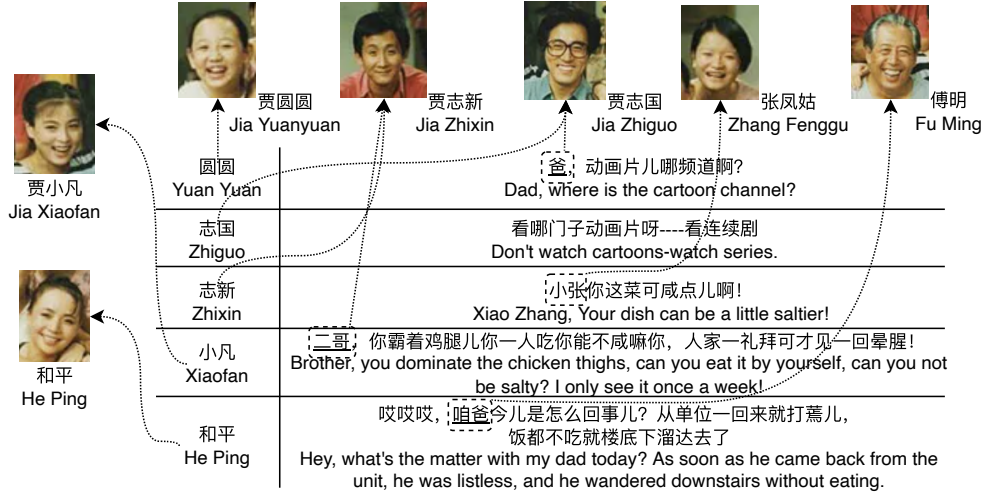 贾圆圆
Jia Yuanyuan
贾志新
Jia Zhixin
贾志国
Jia Zhiguo
张凤姑
Zhang Fenggu
傅明
Fu Ming
贾小凡
Jia Xiaofan
和平
He Ping
圆圆
Yuan Yuan
爸，动画片儿哪频道啊？
Dad, where is the cartoon channel?
志国
Zhiguo
看哪门子动画片呀----看连续剧
Don't watch cartoons-watch series.
志新
Zhixin
小张你这菜可咸点儿啊！
Xiao Zhang, Your dish can be a little saltier!
小凡
Xiaofan
二哥，你霸着鸡腿儿你一人吃你能不咸嘛你，人家一礼拜可才见一回晕腥！
Brother, you dominate the chicken thighs, can you eat it by yourself, can you not
be salty? I only see it once a week!
和平
He Ping
哎哎哎，咱爸今儿是怎么回事儿？从单位一回来就打蔫儿，
饭都不吃就楼底下溜达去了
Hey, what's the matter with my dad today? As soon as he came back from the
unit, he was listless, and he wandered downstairs without eating.